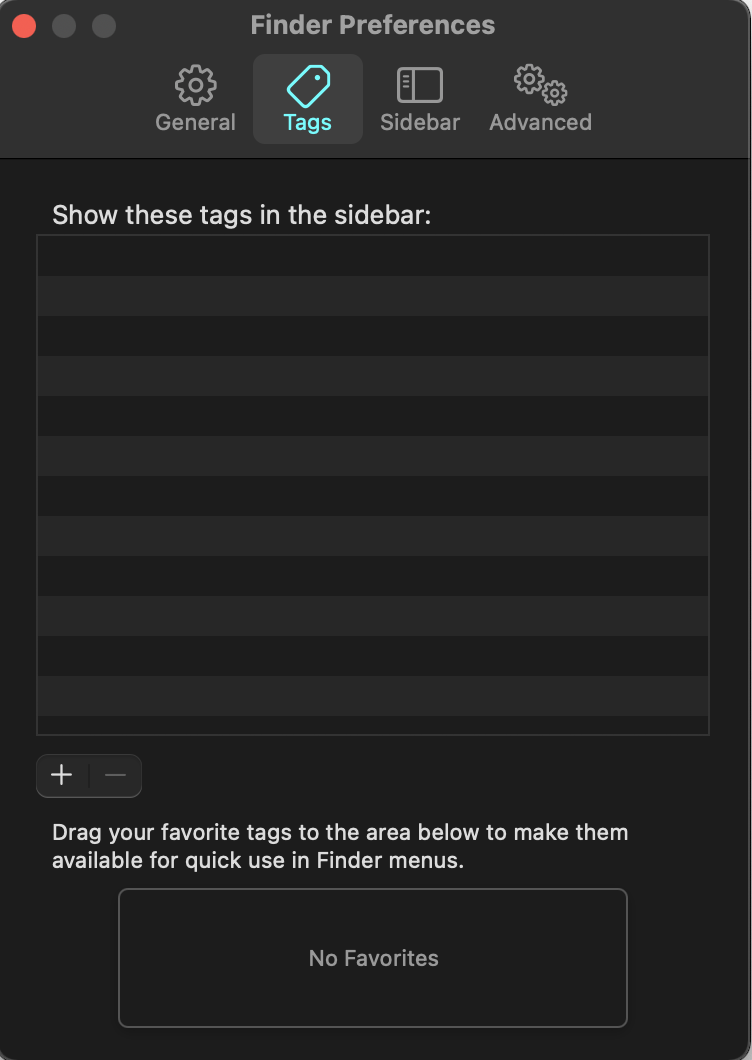 Finder Preferences
General
Tags
Sidebar
Advanced
Show these tags in the sidebar:
Drag your favorite tags to the area below to make them
available for quick use in Finder menus.
No Favorites